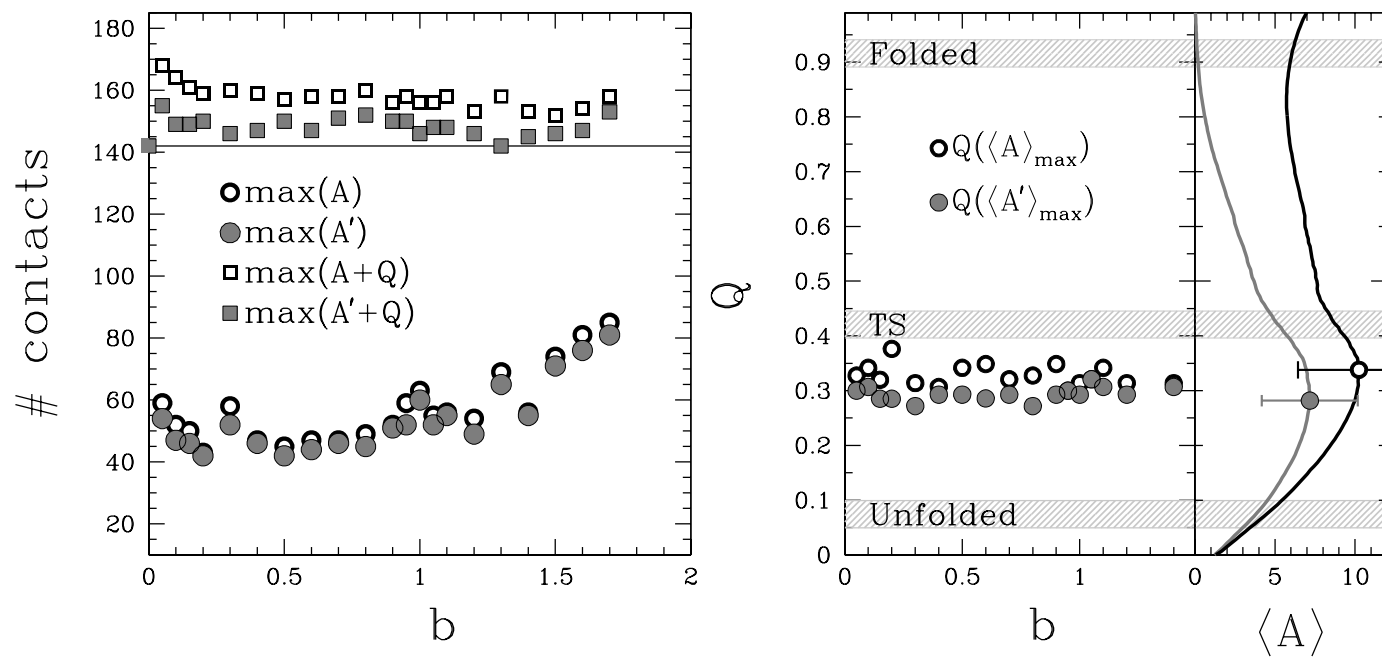 # contacts
180
160
140
120
100
80
60
40
20
0
0.5
1
1.5
2
b
max(A)
max(A′)
max(A+Q)
max(A′+Q)
Q
0.9
0.8
0.7
0.6
0.5
0.4
0.3
0.2
0.1
0
Folded
Q(⟨A⟩max)
Q(⟨A′⟩max)
TS
Unfolded
0
0.5
1
b
0
5
10
⟨A⟩